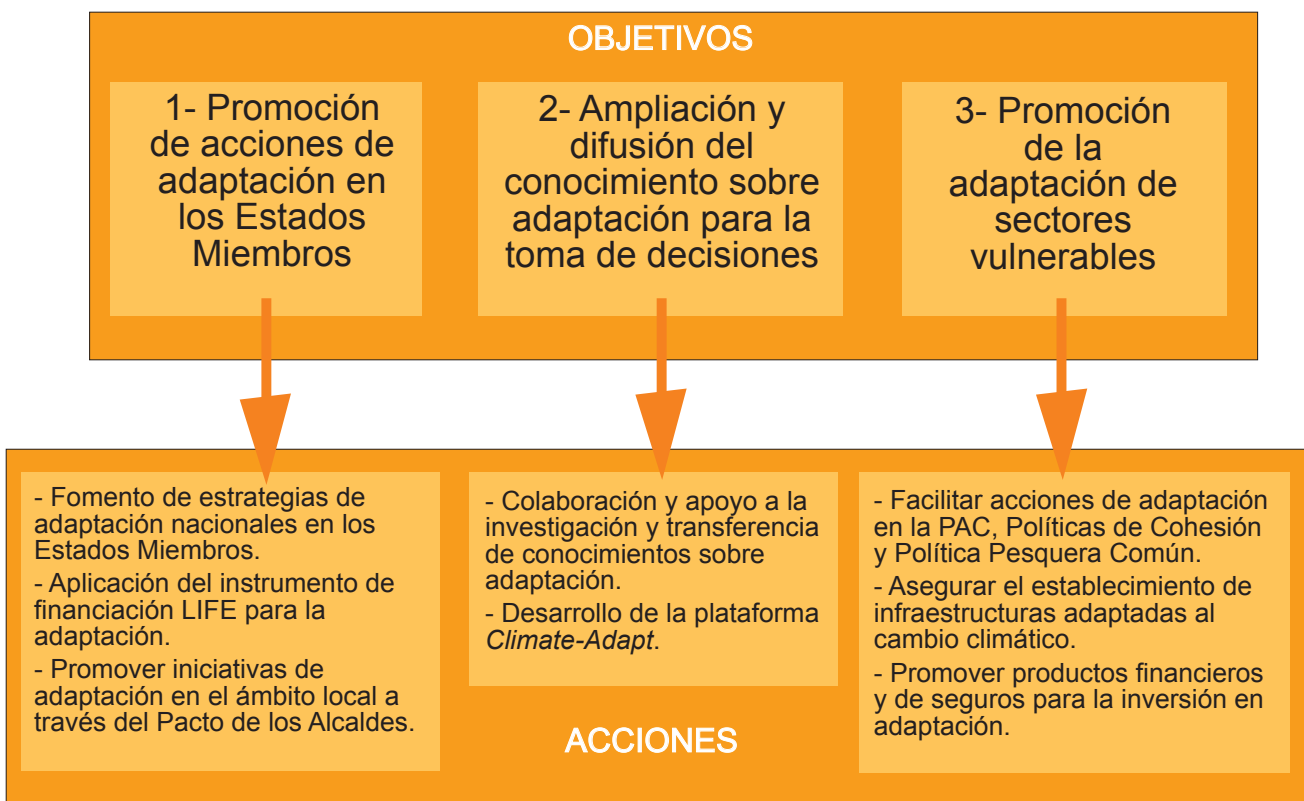 OBJETIVOS
1- Promoción
de acciones de
adaptación en
los Estados
Miembros
2- Ampliación y
difusión del
conocimiento sobre
adaptación para la
toma de decisiones
3- Promoción
de la
adaptación de
sectores
vulnerables
- Fomento de estrategias de
adaptación nacionales en los
Estados Miembros.
- Aplicación del instrumento de
financiación LIFE para la
adaptación.
- Promover iniciativas de
adaptación en el ámbito local a
través del Pacto de los Alcaldes.
- Colaboración y apoyo a la
investigación y transferencia
de conocimientos sobre
adaptación.
- Desarrollo de la plataforma
Climate-Adapt.
- Facilitar acciones de adaptación
en la PAC, Políticas de Cohesión
y Política Pesquera Común.
- Asegurar el establecimiento de
infraestructuras adaptadas al
cambio climático.
- Promover productos financieros
y de seguros para la inversión en
adaptación.
ACCIONES